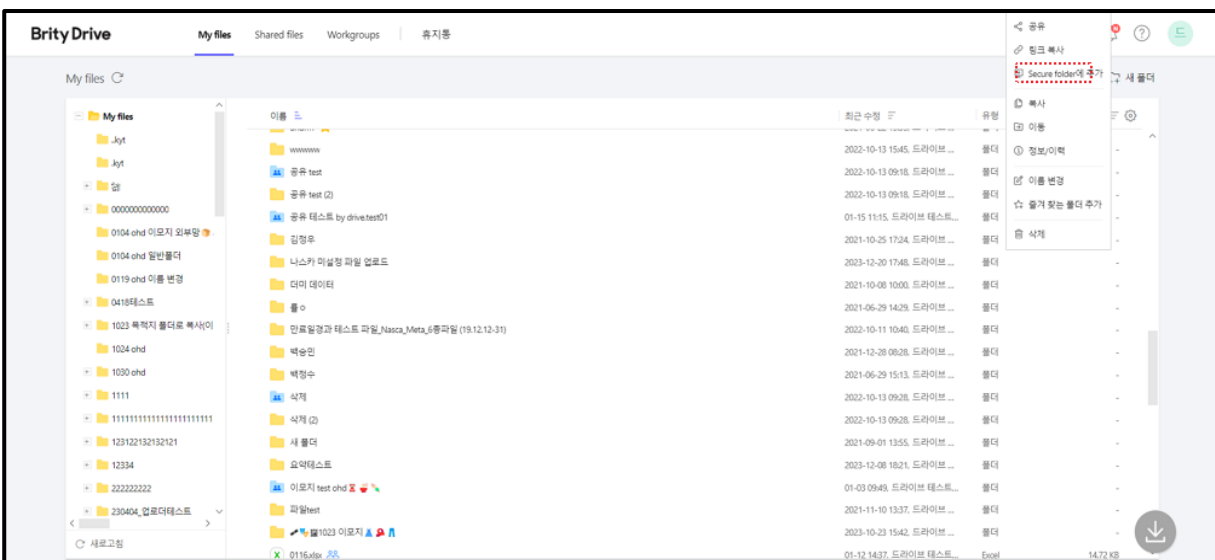 Brity Drive
My files
Shared files
Workgroups
휴지통
My files
새 폴더
공유
링크 복사
Secure folder에 추가
복사
이동
정보/이력
이름 변경
즐겨 찾는 폴더 추가
삭제
My files
.kyt
.kyt
0000000000000
0104 ohd 이모지 외부망
0104 ohd 일반폴더
0119 ohd 이름 변경
0418테스트
1023 목적지 폴더로 복사(이
1024 ohd
1030 ohd
1111
123122132132121
12334
222222222
230404_업로더테스트
새로고침
이름 최근 수정 유형
wwwwww 2022-10-13 15:45, 드라이브 ... 폴더 -
공유 test 2022-10-13 09:18, 드라이브 ... 폴더 -
공유 test (2) 2022-10-13 09:18, 드라이브 ... 폴더 -
공유 테스트 by drive.test01 01-15 11:15, 드라이브 테스트... 폴더 -
김정우 2021-10-25 17:24, 드라이브 ... 폴더 -
나스카 미설정 파일 업로드 2023-12-20 17:48, 드라이브 ... 폴더 -
더미 데이터 2021-10-08 10:00, 드라이브 ... 폴더 -
2021-06-29 14:29, 드라이브 ... 폴더 -
만료일경과 테스트 파일_Nasca_Meta_6종파일 (19.12.12-31) 2022-10-11 10:40, 드라이브 ... 폴더 -
백승민 2021-12-28 08:28, 드라이브 ... 폴더 -
백정수 2021-06-29 15:13, 드라이브 ... 폴더 -
삭제 2022-10-13 09:28, 드라이브 ... 폴더 -
삭제 (2) 2022-10-13 09:28, 드라이브 ... 폴더 -
새 폴더 2021-09-01 13:55, 드라이브 ... 폴더 -
요약테스트 2023-12-08 18:21, 드라이브 ... 폴더 -
이모지 test ohd 01-03 09:49, 드라이브 테스트... 폴더 -
파일test 2021-11-10 13:37, 드라이브 ... 폴더 -
1023 이모지 2023-10-23 15:42, 드라이브 ... 폴더 -
0116.xlsx 01-12 14:37, 드라이브 테스트... Excel 14.72 KB